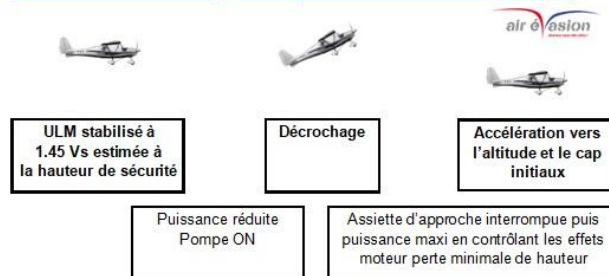 air évasion
ULM stabilisé à
1.45 Vs estimée à
la hauteur de sécurité
Décrochage
Accélération vers
l'altitude et le cap
initiaux
Puissance réduite
Pompe ON
Assiette d'approche interrompue puis
puissance maxi en contrôlant les effets
moteur perte minimale de hauteur